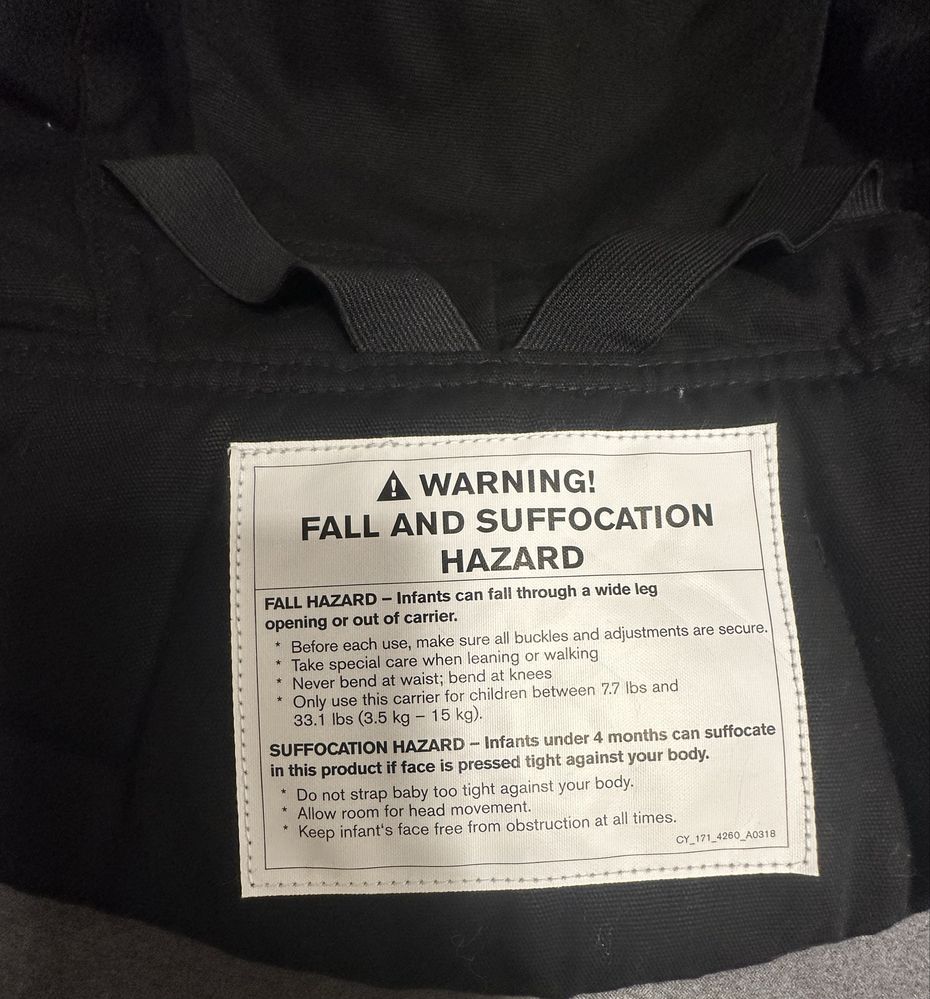 WARNING!
FALL AND SUFFOCATION
HAZARD
FALL HAZARD – Infants can fall through a wide leg
opening or out of carrier.
* Before each use, make sure all buckles and adjustments are secure.
* Take special care when leaning or walking
* Never bend at waist; bend at knees
* Only use this carrier for children between 7.7 lbs and
33.1 lbs (3.5 kg – 15 kg).
SUFFOCATION HAZARD – Infants under 4 months can suffocate
in this product if face is pressed tight against your body.
* Do not strap baby too tight against your body.
* Allow room for head movement.
* Keep infant's face free from obstruction at all times.
CY_171_4260_A0318